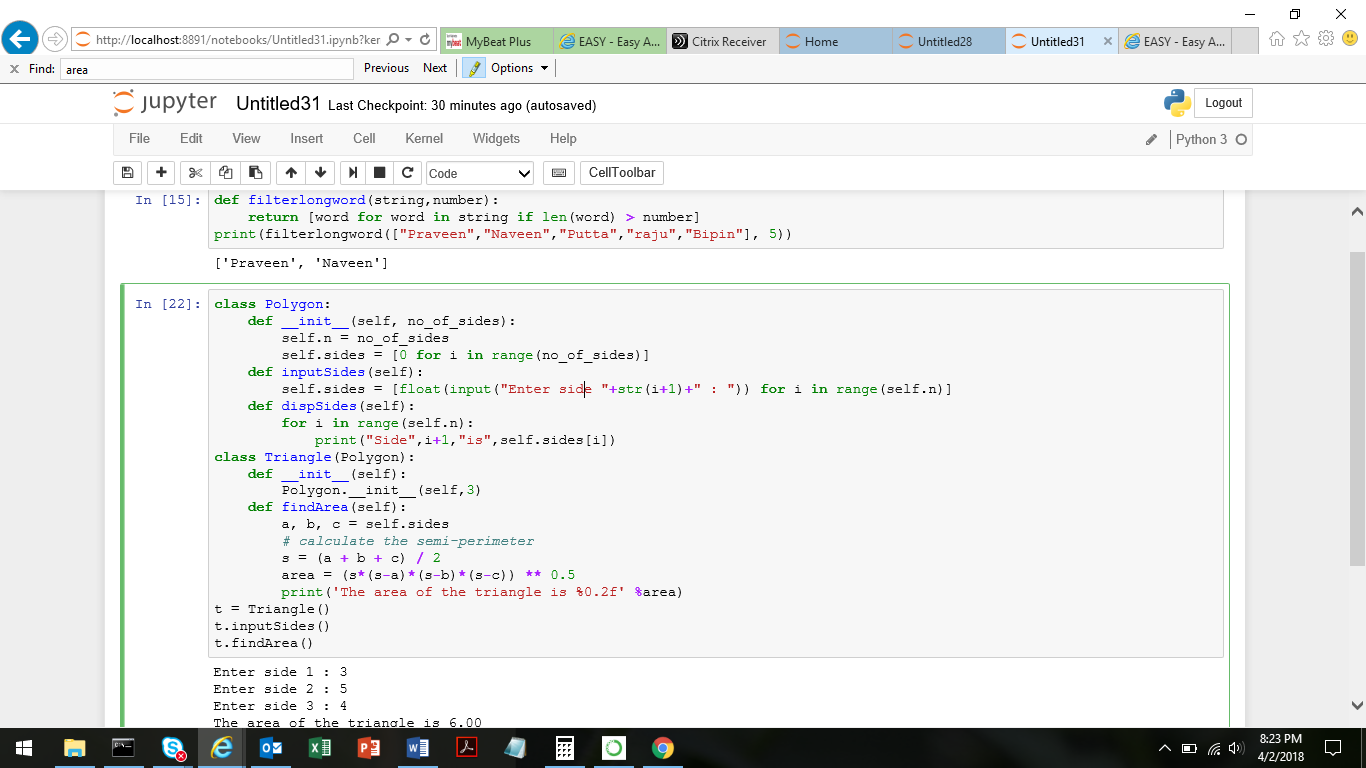 http://localhost:8891/notebooks/Untitled31.ipynb?ker
MyBeat Plus
EASY - Easy A...
Citrix Receiver
Home
Untitled28
Untitled31
EASY - Easy A...
Find: area
Previous Next Options
jupyter Untitled31 Last Checkpoint: 30 minutes ago (autosaved)
Logout
File Edit View Insert Cell Kernel Widgets Help
Python 3
Code
CellToolbar
In [15]: def filterlongword(string,number):
    return [word for word in string if len(word) > number]
print(filterlongword(["Praveen","Naveen","Putta","raju","Bipin"], 5))
['Praveen', 'Naveen']
In [22]: class Polygon:
    def __init__(self, no_of_sides):
        self.n = no_of_sides
        self.sides = [0 for i in range(no_of_sides)]
    def inputSides(self):
        self.sides = [float(input("Enter side "+str(i+1)+" : ")) for i in range(self.n)]
    def dispSides(self):
        for i in range(self.n):
            print("Side",i+1,"is",self.sides[i])
class Triangle(Polygon):
    def __init__(self):
        Polygon.__init__(self,3)
    def findArea(self):
        a, b, c = self.sides
        # calculate the semi-perimeter
        s = (a + b + c) / 2
        area = (s*(s-a)*(s-b)*(s-c)) ** 0.5
        print('The area of the triangle is %0.2f' %area)
t = Triangle()
t.inputSides()
t.findArea()
Enter side 1 : 3
Enter side 2 : 5
Enter side 3 : 4
The area of the triangle is 6.00
8:23 PM
4/2/2018